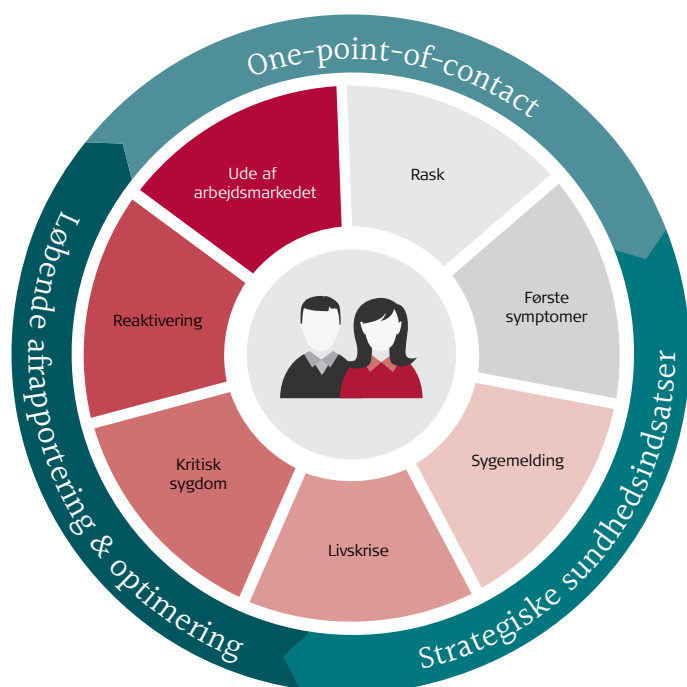 One-point-of-contact
Rask
Første
symptomer
Sygemelding
Livskrise
Kritisk
sygdom
Reaktivering
Ude af
arbejdsmarkedet
Strategiske sundhedsindsatser
Løbende afrapportering & optimering